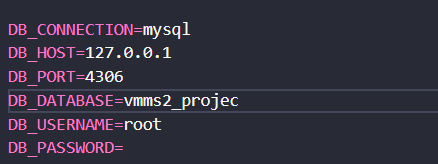 DB_CONNECTION=mysql
DB_HOST=127.0.0.1
DB_PORT=4306
DB_DATABASE=vmms2_projec
DB_USERNAME=root
DB_PASSWORD=